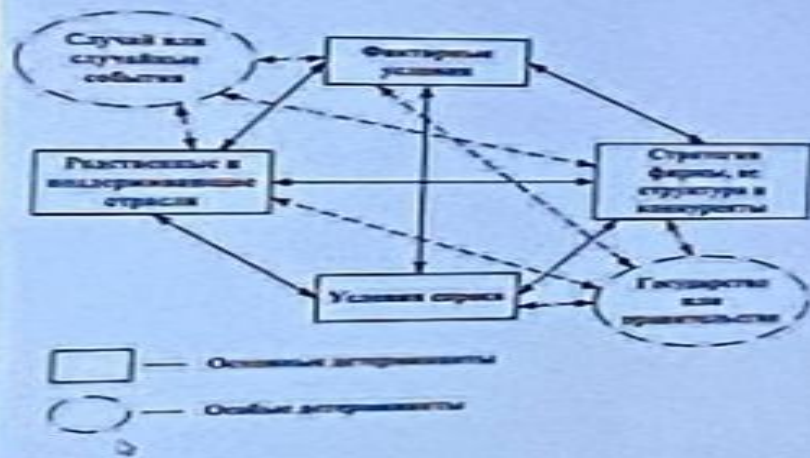 Случай или
случайные
события
Факторные
условия
Родственные и
поддерживающие
отрасли
Стратегия
фирмы, ее
структура и
конкуренты
Условия спроса
Государство
или
правительство
Основные детерминанты
Особые детерминанты